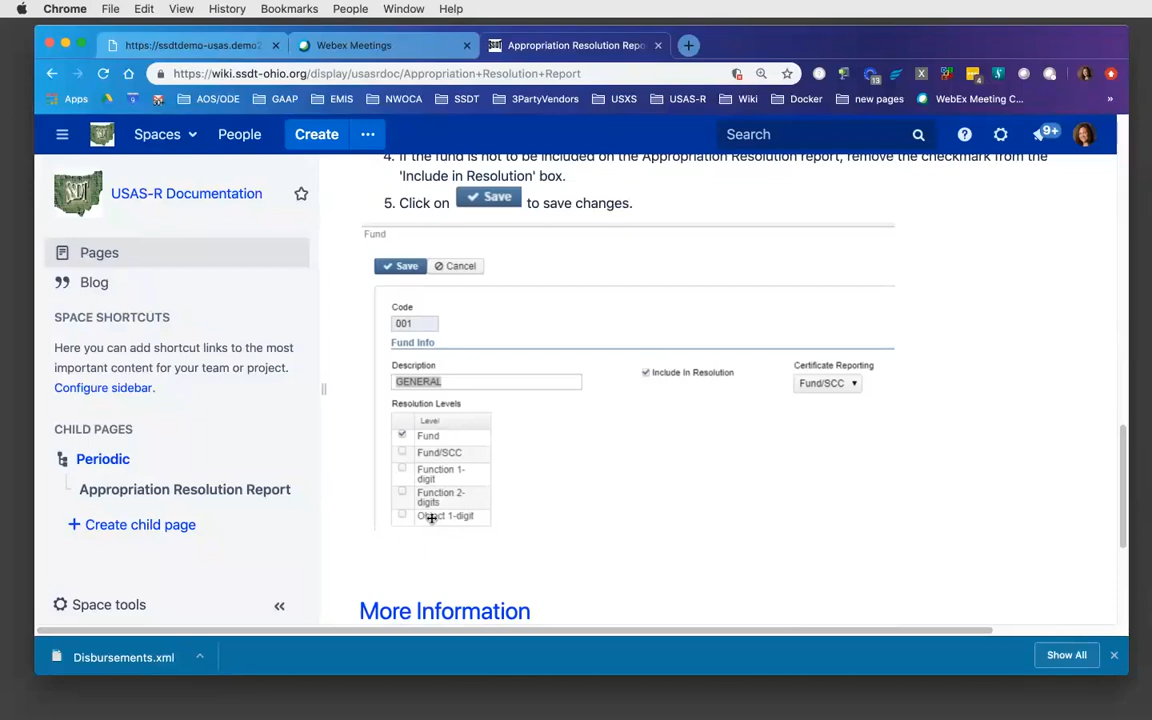 Chrome File Edit View History Bookmarks People Window Help
https://ssdtdemo-usas.demo2 Webex Meetings Appropriation Resolution Repo
https://wiki.ssdt-ohio.org/display/usasrdoc/Appropriation+Resolution+Report
Apps AOS/ODE GAAP EMIS NWOCA SSDT 3PartyVendors USXS USAS-R Wiki Docker new pages WebEx Meeting C... »
Spaces People Create ••• Search 9+
4. If the fund is not to be included on the Appropriation Resolution report, remove the checkmark from the
'Include in Resolution' box.
5. Click on Save to save changes.
USAS-R Documentation
Pages
Blog
SPACE SHORTCUTS
Here you can add shortcut links to the most
important content for your team or project.
Configure sidebar.
CHILD PAGES
Periodic
Appropriation Resolution Report
+ Create child page
Space tools «
Fund
Save Cancel
Code
001
Fund Info
Description Certificate Reporting
GENERAL Include In Resolution Fund/SCC
Resolution Levels
Level
Fund
Fund/SCC
Function 1-
digit
Function 2-
digits
Object 1-digit
More Information
Disbursements.xml Show All